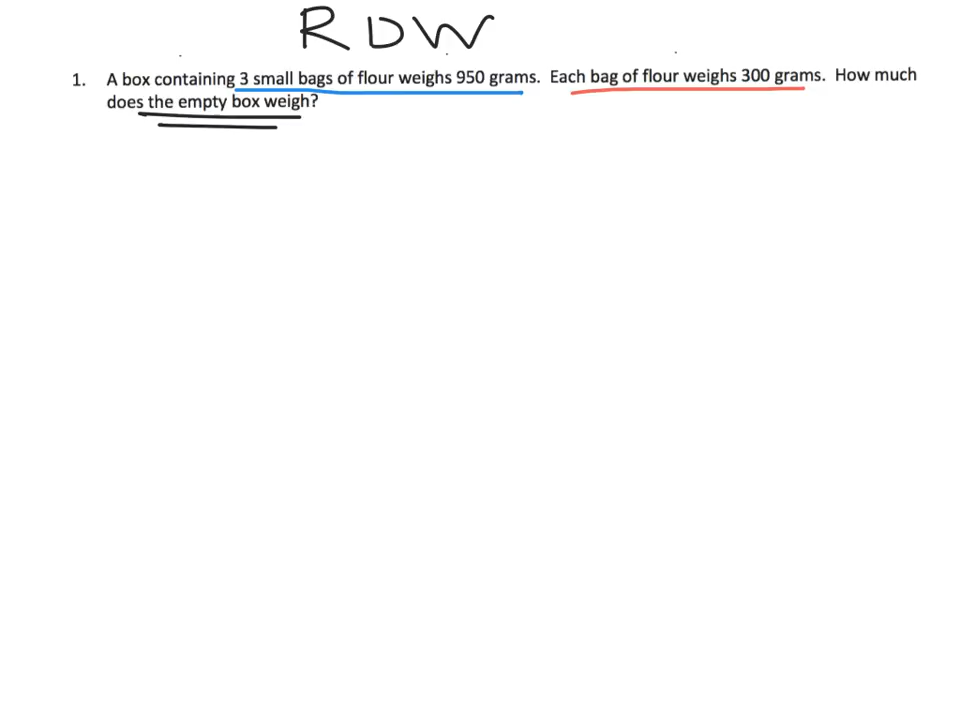 RDW
1. A box containing 3 small bags of flour weighs 950 grams. Each bag of flour weighs 300 grams. How much
does the empty box weigh?